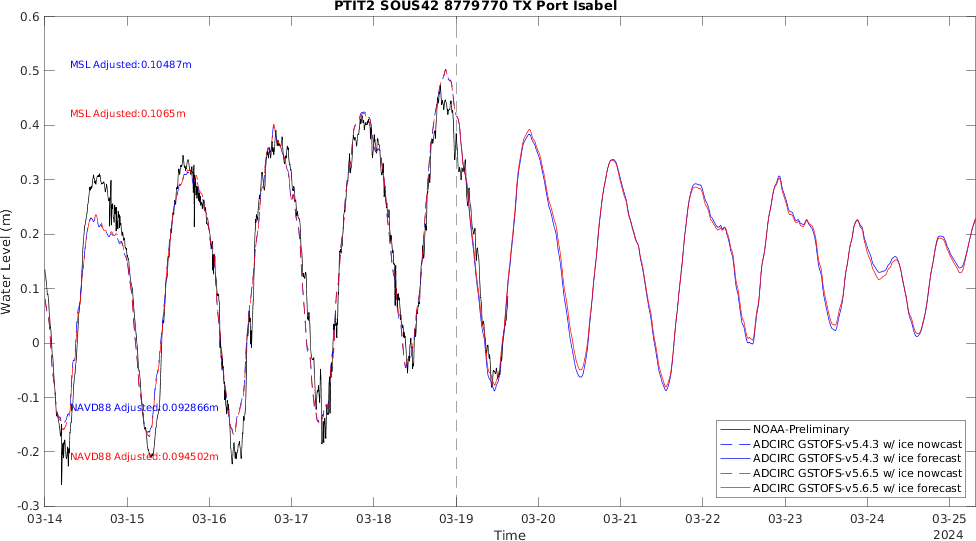 PTIT2 SOUS42 8779770 TX Port Isabel
0.6
0.5
0.4
0.3
0.2
0.1
0
-0.1
-0.2
-0.3
Water Level (m)
MSL Adjusted:0.10487m
MSL Adjusted:0.1065m
NAVD88 Adjusted:0.092866m
NAVD88 Adjusted:0.094502m
NOAA-Preliminary
ADCIRC GSTOFS-v5.4.3 w/ ice nowcast
ADCIRC GSTOFS-v5.4.3 w/ ice forecast
ADCIRC GSTOFS-v5.6.5 w/ ice nowcast
ADCIRC GSTOFS-v5.6.5 w/ ice forecast
03-14 03-15 03-16 03-17 03-18 03-19 03-20 03-21 03-22 03-23 03-24 03-25
Time
2024